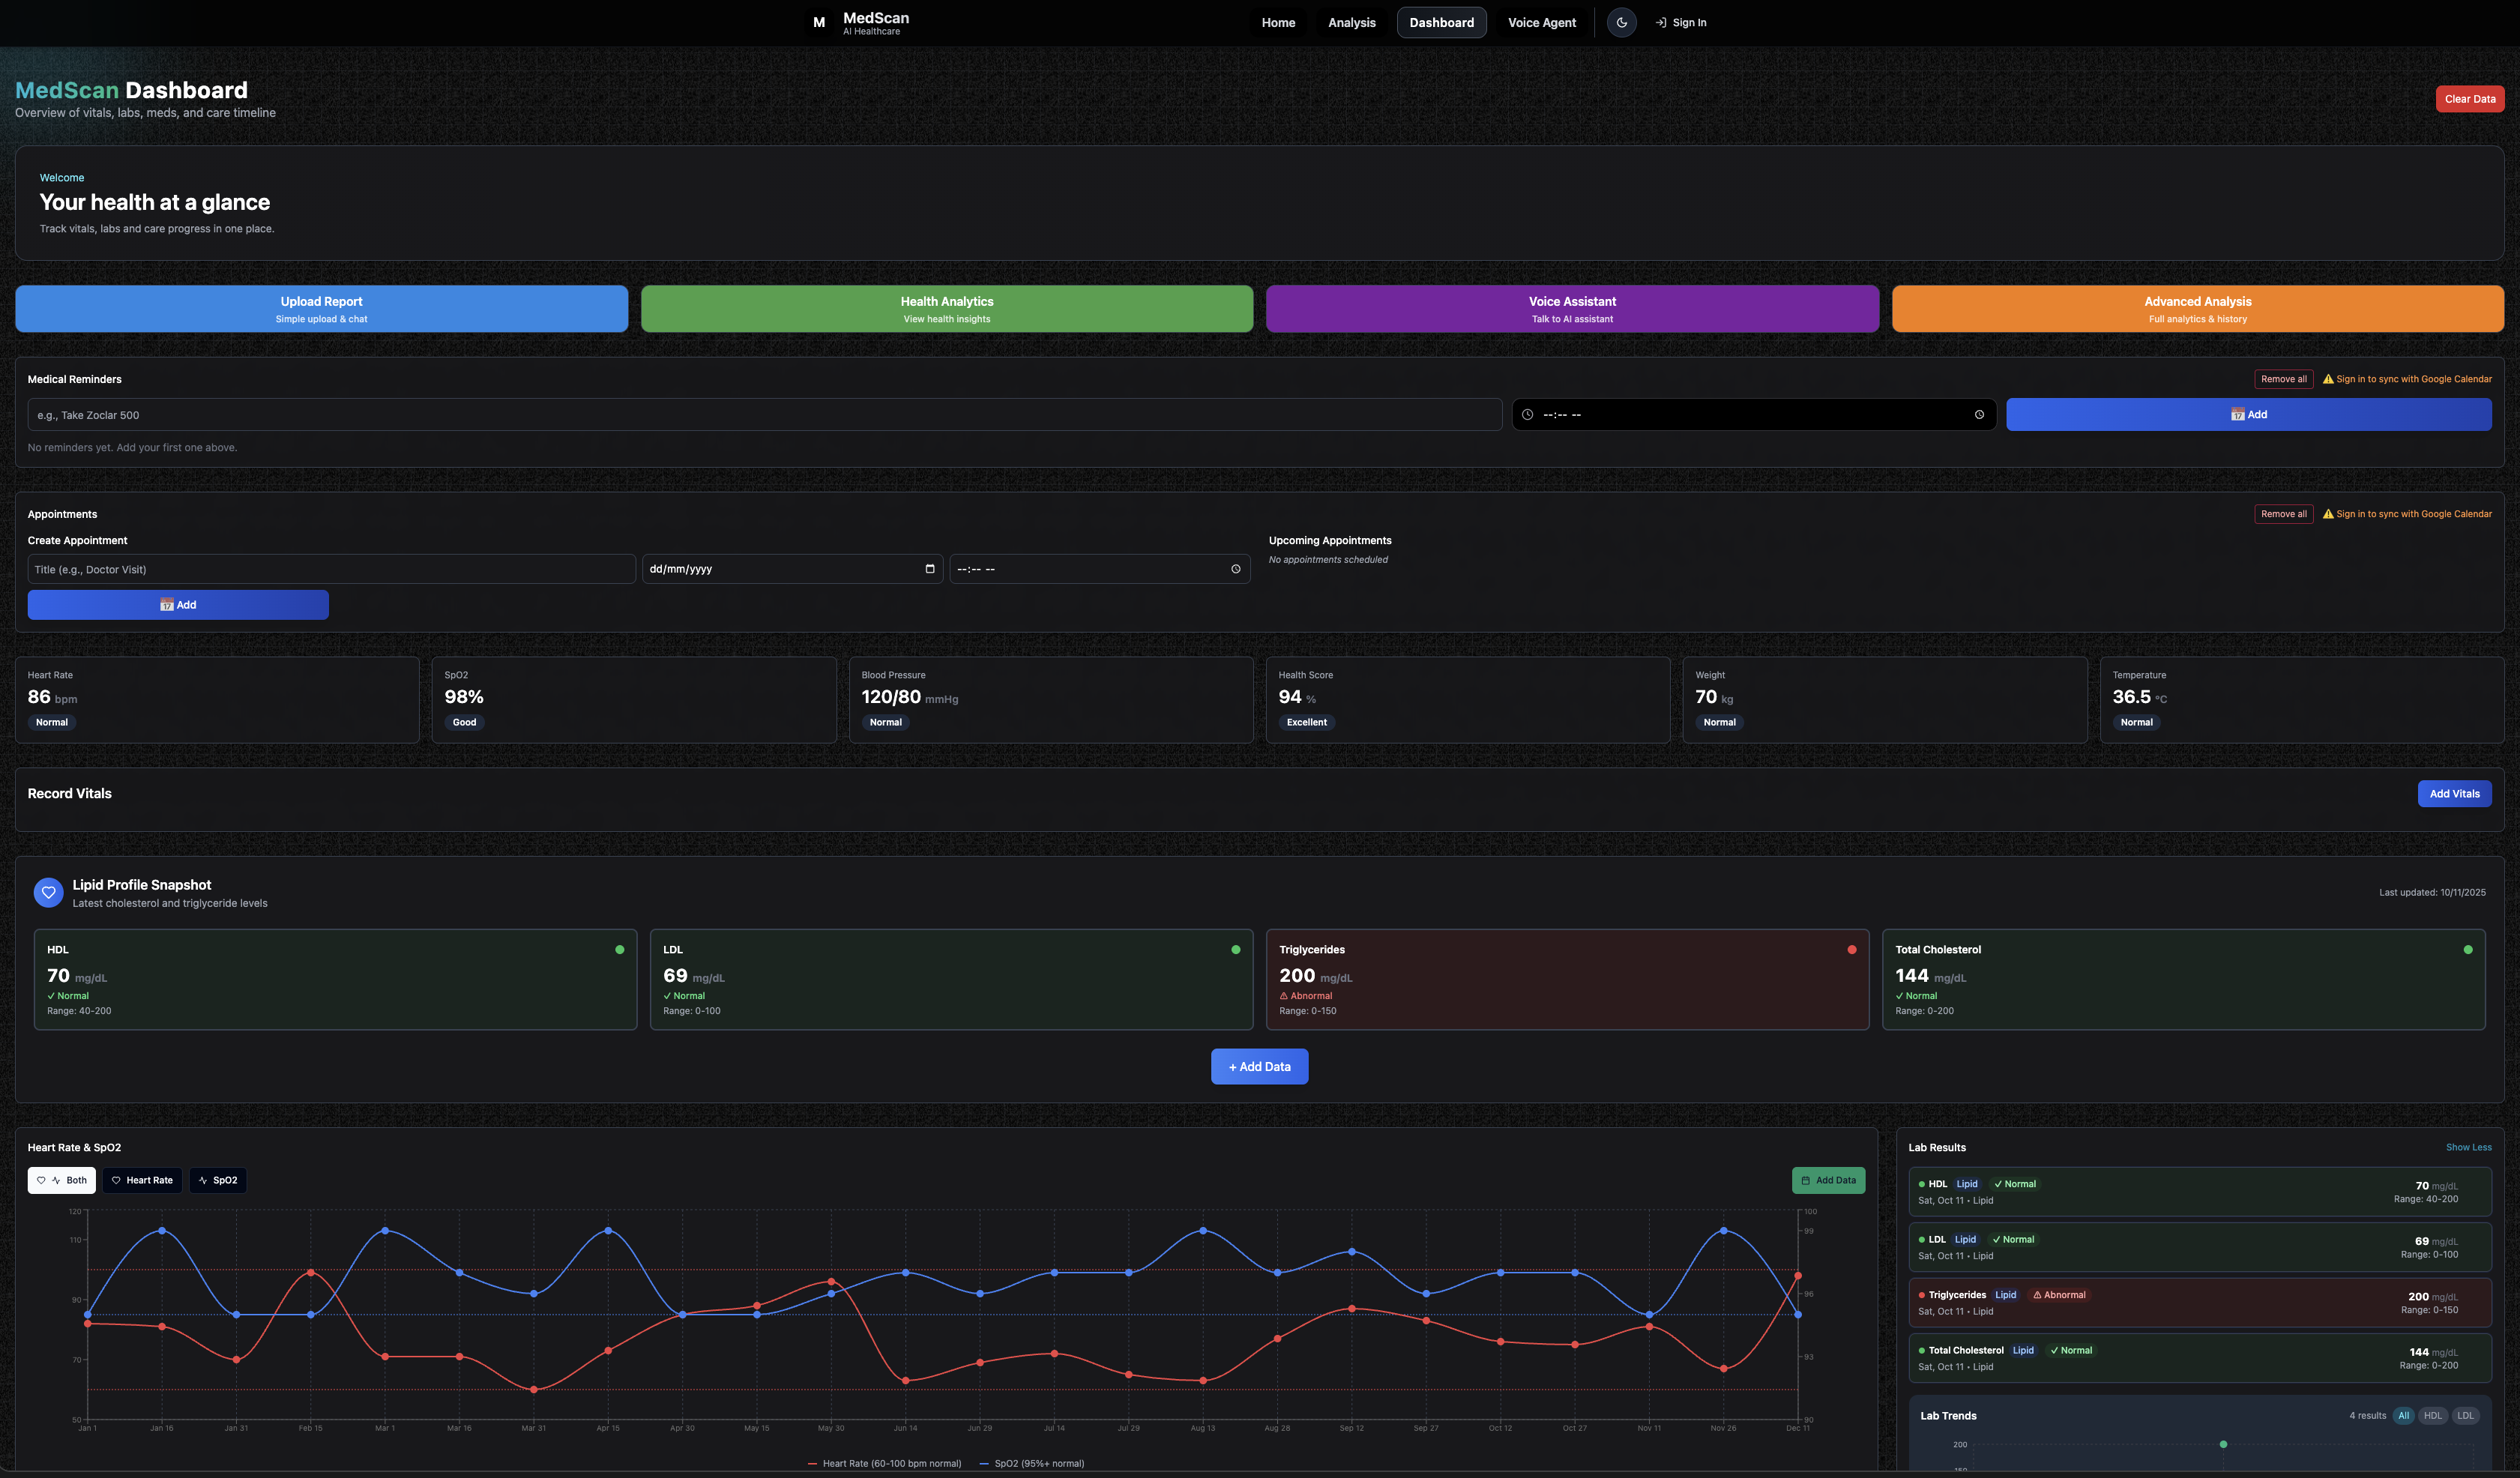 M
MedScan
AI Healthcare
Home
Analysis
Dashboard
Voice Agent
Sign In
MedScan Dashboard
Overview of vitals, labs, meds, and care timeline
Clear Data
Welcome
Your health at a glance
Track vitals, labs and care progress in one place.
Upload Report
Simple upload & chat
Health Analytics
View health insights
Voice Assistant
Talk to AI assistant
Advanced Analysis
Full analytics & history
Medical Reminders
Remove all
⚠️ Sign in to sync with Google Calendar
e.g., Take Zoclar 500
--:-- --
📅 Add
No reminders yet. Add your first one above.
Appointments
Remove all
⚠️ Sign in to sync with Google Calendar
Create Appointment
Title (e.g., Doctor Visit)
dd/mm/yyyy
--:-- --
📅 Add
Upcoming Appointments
No appointments scheduled
Heart Rate
86 bpm
Normal
SpO2
98%
Good
Blood Pressure
120/80 mmHg
Normal
Health Score
94 %
Excellent
Weight
70 kg
Normal
Temperature
36.5 °C
Normal
Record Vitals
Add Vitals
Lipid Profile Snapshot
Latest cholesterol and triglyceride levels
Last updated: 10/11/2025
HDL
70 mg/dL
✓ Normal
Range: 40-200
LDL
69 mg/dL
✓ Normal
Range: 0-100
Triglycerides
200 mg/dL
⚠ Abnormal
Range: 0-150
Total Cholesterol
144 mg/dL
✓ Normal
Range: 0-200
+ Add Data
Heart Rate & SpO2
Both
Heart Rate
SpO2
Add Data
120
110
90
70
50
100
99
96
93
90
Jan 1
Jan 16
Jan 31
Feb 15
Mar 1
Mar 16
Mar 31
Apr 15
Apr 30
May 15
May 30
Jun 14
Jun 29
Jul 14
Jul 29
Aug 13
Aug 28
Sep 12
Sep 27
Oct 12
Oct 27
Nov 11
Nov 26
Dec 11
Heart Rate (60-100 bpm normal)
SpO2 (95%+ normal)
Lab Results
Show Less
HDL Lipid ✓ Normal
Sat, Oct 11 • Lipid
70 mg/dL
Range: 40-200
LDL Lipid ✓ Normal
Sat, Oct 11 • Lipid
69 mg/dL
Range: 0-100
Triglycerides Lipid ⚠ Abnormal
Sat, Oct 11 • Lipid
200 mg/dL
Range: 0-150
Total Cholesterol Lipid ✓ Normal
Sat, Oct 11 • Lipid
144 mg/dL
Range: 0-200
Lab Trends
4 results
All
HDL
LDL
200